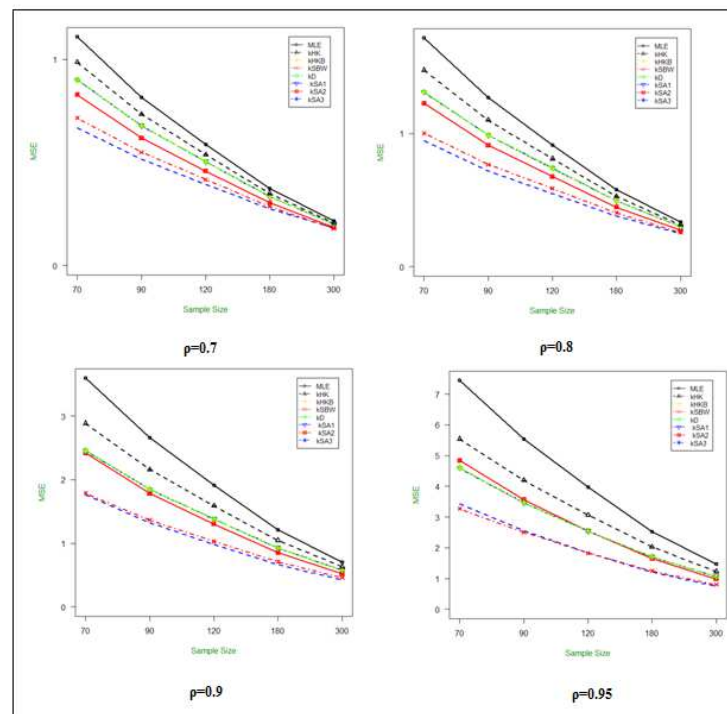 MLE
kHK
kHKB
kSBW
kD
kSA1
kSA2
kSA3
1
0
MSE
70 90 120 180 300
Sample Size
ρ=0.7
MLE
kHK
kHKB
kSBW
kD
kSA1
kSA2
kSA3
1
0
MSE
70 90 120 180 300
Sample Size
ρ=0.8
MLE
kHK
kHKB
kSBW
kD
kSA1
kSA2
kSA3
3
2
1
0
MSE
70 90 120 180 300
Sample Size
ρ=0.9
MLE
kHK
kHKB
kSBW
kD
kSA1
kSA2
kSA3
7
6
5
4
3
2
1
0
MSE
70 90 120 180 300
Sample Size
ρ=0.95